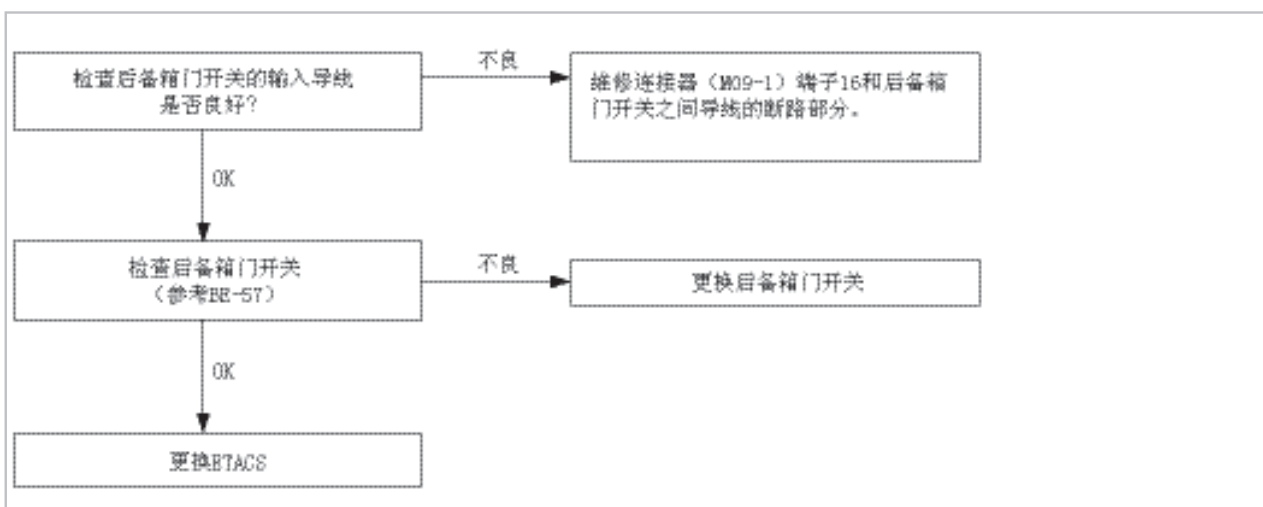 检查后备箱门开关的输入导线
是否良好？
不良
维修连接器（M09-1）端子16和后备箱
门开关之间导线的断路部分。
OK
检查后备箱门开关
（参考BE-57）
不良
更换后备箱门开关
OK
更换ETACS